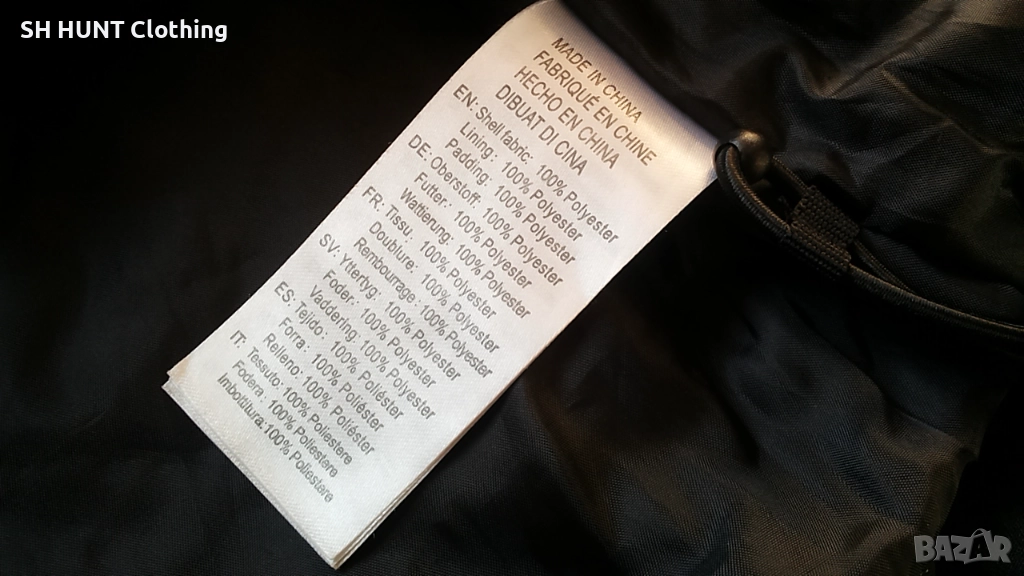 SH HUNT Clothing
MADE IN CHINA
FABRIQUÉ EN CHINE
HECHO EN CHINA
DIBUAT DI CINA
EN: Shell fabric: 100% Polyester
Lining: 100% Polyester
Padding: 100% Polyester
DE: Oberstoff: 100% Polyester
Futter: 100% Polyester
Wattierung: 100% Polyester
FR: Tissu: 100% Polyester
Doublure: 100% Polyester
Rembourrage: 100% Polyester
SV: Yttertyg: 100% Polyester
Foder: 100% Polyester
Vaddering: 100% Polyester
ES: Tejido: 100% Poliéster
Forra: 100% Poliéster
Relleno: 100% Poliéster
IT: Tessuto: 100% Poliestere
Fodera: 100% Poliestere
Imbottitura: 100% Poliestere
BAZAR